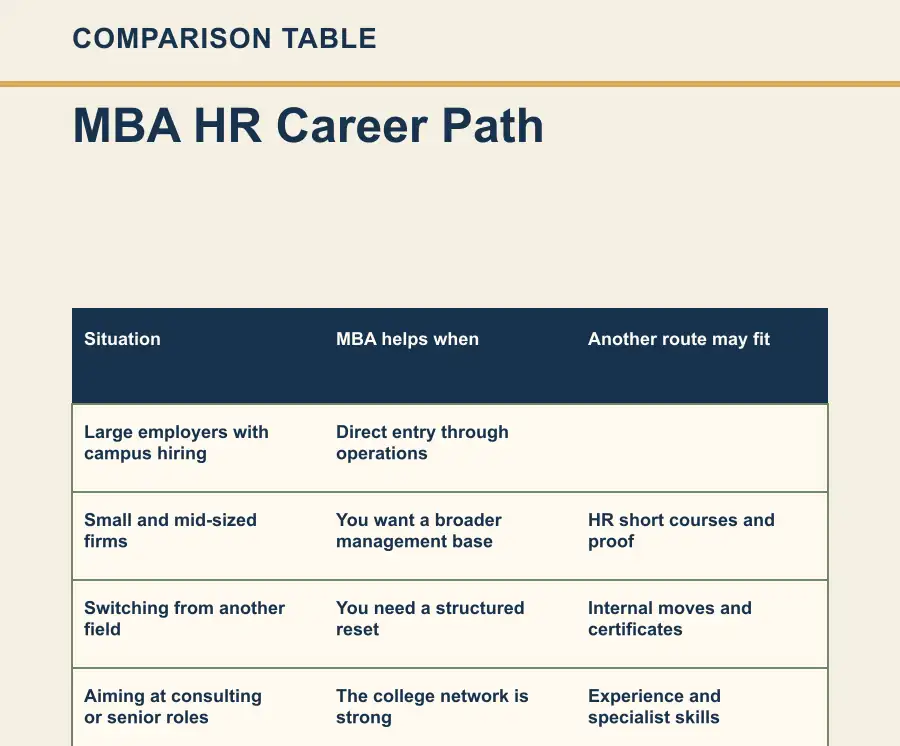 COMPARISON TABLE
MBA HR Career Path
Situation
MBA helps when
Another route may fit
Large employers with
campus hiring
Direct entry through
operations
Small and mid-sized
firms
You want a broader
management base
HR short courses and
proof
Switching from another
field
You need a structured
reset
Internal moves and
certificates
Aiming at consulting
or senior roles
The college network is
strong
Experience and
specialist skills